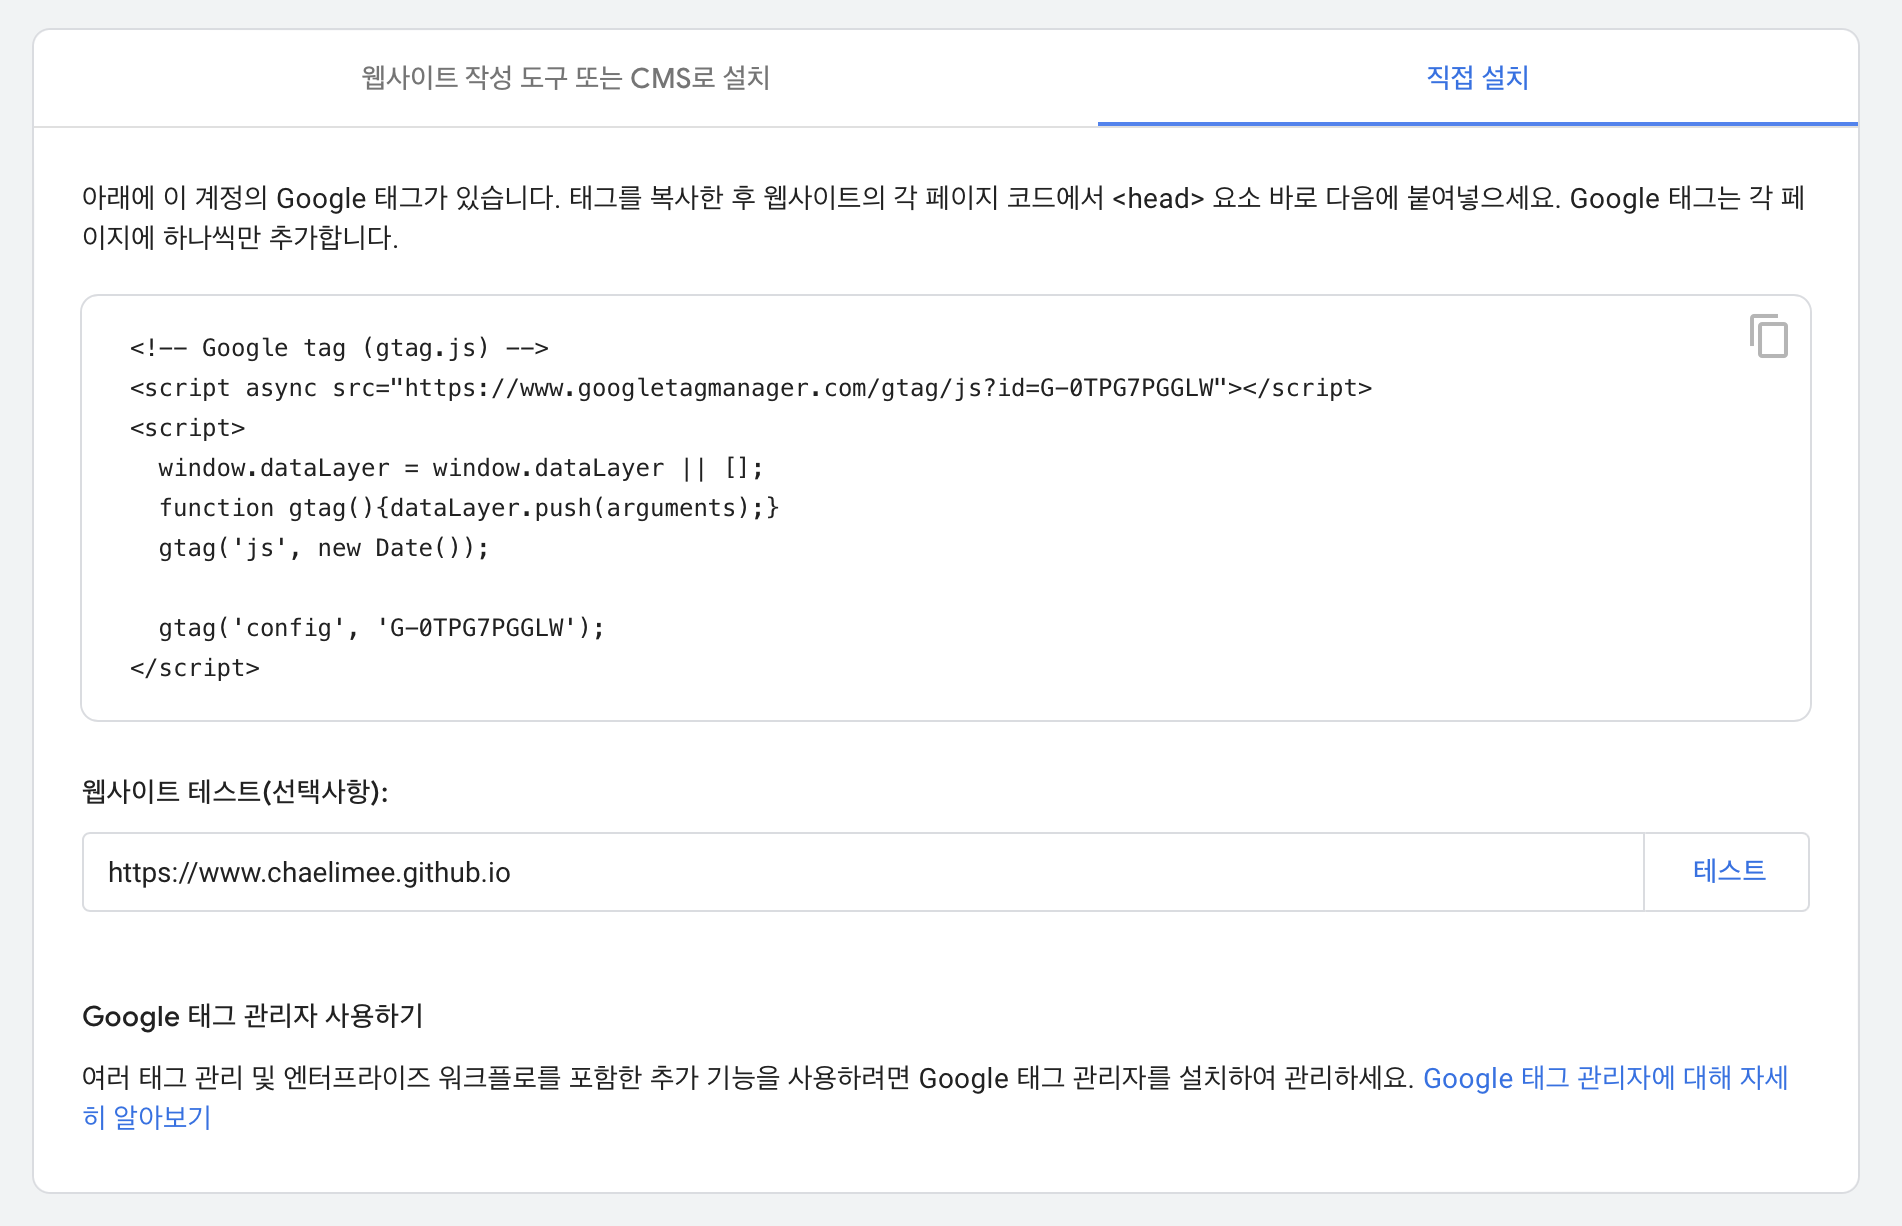 웹사이트 작성 도구 또는 CMS로 설치
직접 설치
아래에 이 계정의 Google 태그가 있습니다. 태그를 복사한 후 웹사이트의 각 페이지 코드에서 <head> 요소 바로 다음에 붙여넣으세요. Google 태그는 각 페
이지에 하나씩만 추가합니다.
<!-- Google tag (gtag.js) -->
<script async src="https://www.googletagmanager.com/gtag/js?id=G-0TPG7PGGLW"></script>
<script>
  window.dataLayer = window.dataLayer || [];
  function gtag(){dataLayer.push(arguments);}
  gtag('js', new Date());

  gtag('config', 'G-0TPG7PGGLW');
</script>
웹사이트 테스트(선택사항):
https://www.chaelimee.github.io
테스트
Google 태그 관리자 사용하기
여러 태그 관리 및 엔터프라이즈 워크플로를 포함한 추가 기능을 사용하려면 Google 태그 관리자를 설치하여 관리하세요. Google 태그 관리자에 대해 자세
히 알아보기